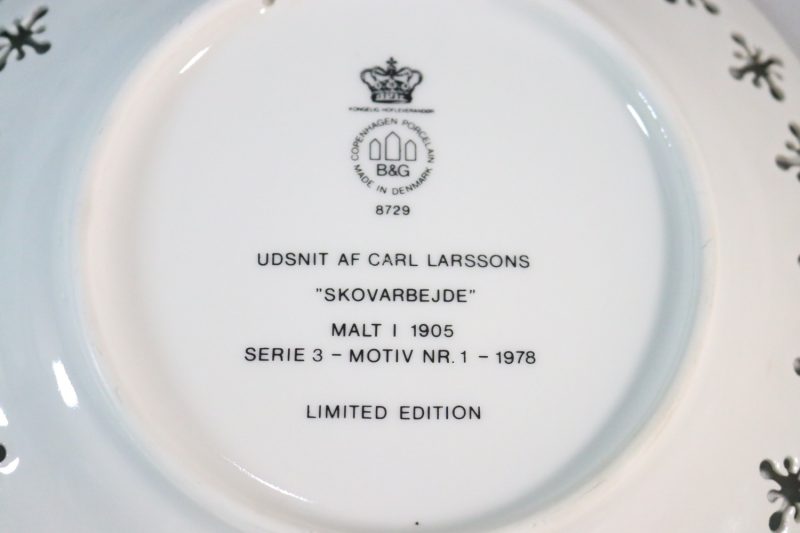 KONGELIG HOFLEVERANDØR
COPENHAGEN PORCELAIN
B&G
MADE IN DENMARK
8729
UDSNIT AF CARL LARSSONS
"SKOVARBEJDE"
MALT I 1905
SERIE 3 – MOTIV NR. 1 – 1978
LIMITED EDITION